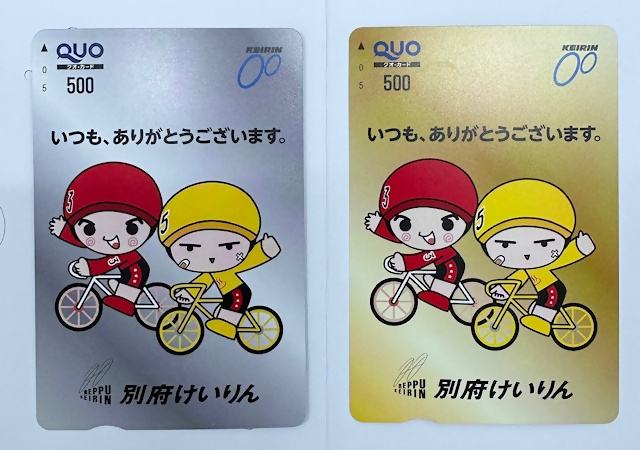 QUO
クオ・カード
500
0
5
KEIRIN
いつも、ありがとうございます。
3
3
5
BEPPU
KEIRIN
別府けいりん
QUO
クオ・カード
500
0
5
KEIRIN
いつも、ありがとうございます。
3
3
5
BEPPU
KEIRIN
別府けいりん